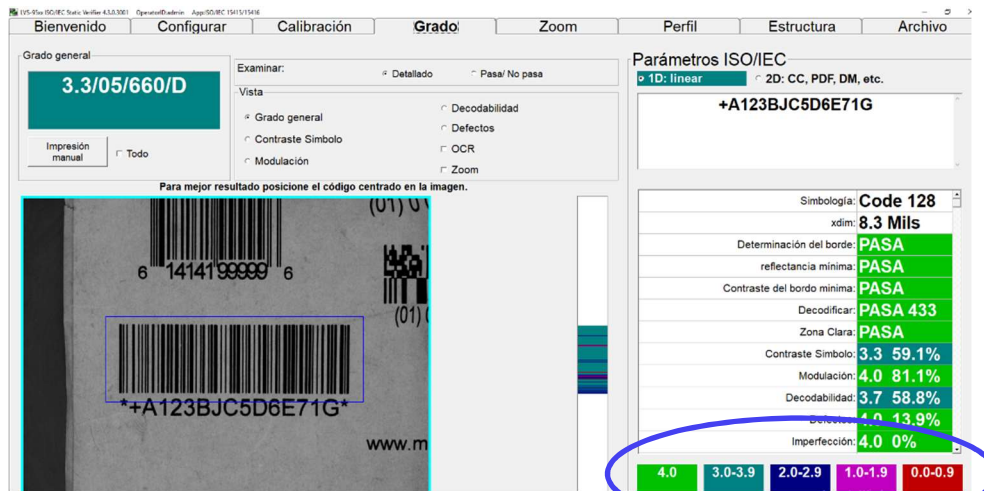 LVS-95xx ISO/IEC Static Verifier 4.3.0.3001 OperatorID:admin App:ISO/IEC 15415/15416
Bienvenido Configurar Calibración Grado Zoom Perfil Estructura Archivo
Grado general
3.3/05/660/D
Impresión manual
Todo
Examinar:
Detallado
Pasa/ No pasa
Vista
Grado general
Contraste Simbolo
Modulación
Decodabilidad
Defectos
OCR
Zoom
Para mejor resultado posicione el código centrado en la imagen.
6 14141 99999 6
(01)
(01)
*+A123BJC5D6E71G*
www.m
Parámetros ISO/IEC
1D: linear
2D: CC, PDF, DM, etc.
+A123BJC5D6E71G
Simbología: Code 128
xdim: 8.3 Mils
Determinación del borde: PASA
reflectancia mínima: PASA
Contraste del bordo minima: PASA
Decodificar: PASA 433
Zona Clara: PASA
Contraste Simbolo: 3.3 59.1%
Modulación: 4.0 81.1%
Decodabilidad: 3.7 58.8%
Defectos: 4.0 13.9%
Imperfección: 4.0 0%
4.0 3.0-3.9 2.0-2.9 1.0-1.9 0.0-0.9